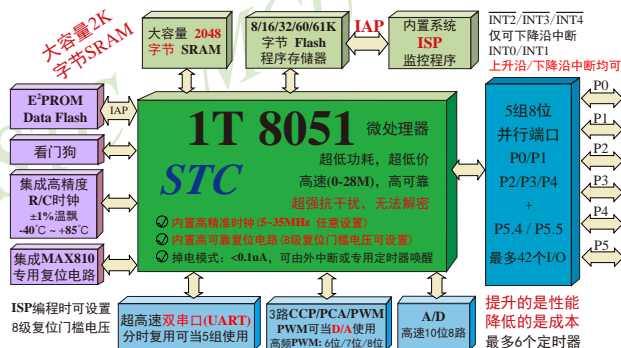 大容量2K
字节SRAM
大容量 2048
字节 SRAM
8/16/32/60/61K
字节 Flash
程序存储器
IAP
内置系统
ISP
监控程序
INT2/INT3/INT4
仅可下降沿中断
INT0/INT1
上升沿/下降沿中断均可
E²PROM
Data Flash
IAP
看门狗
集成高精度
R/C时钟
±1%温飘
-40℃ ~ +85℃
集成MAX810
专用复位电路
1T 8051 微处理器
STC
超低功耗，超低价
高速(0-28M)，高可靠
超强抗干扰，无法解密
内置高精准时钟(5~35MHz 任意设置)
内置高可靠复位电路(8级复位门槛电压可设置)
掉电模式：<0.1uA，可由外中断或专用定时器唤醒
5组8位
并行端口
P0/P1
P2/P3/P4
+
P5.4 / P5.5
最多42个I/O
P0
P1
P2
P3
P4
P5
ISP编程时可设置
8级复位门槛电压
超高速双串口(UART)
分时复用可当5组使用
3路CCP/PCA/PWM
PWM可当D/A使用
高频PWM: 6位/7位/8位
A/D
高速10位8路
提升的是性能
降低的是成本
最多6个定时器